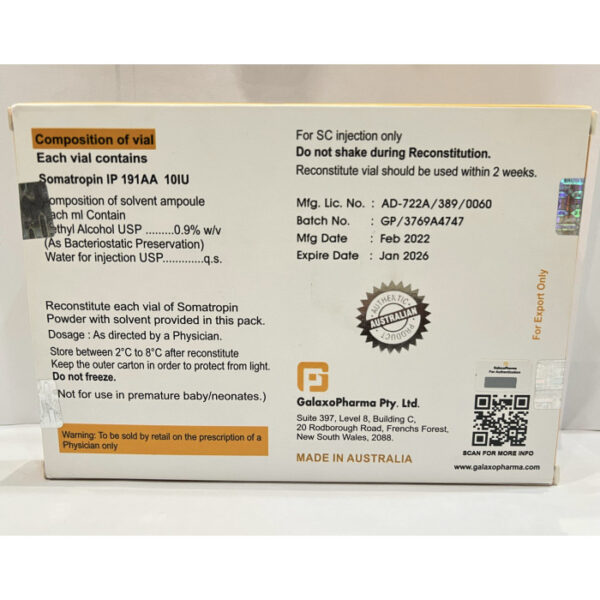 Composition of vial
Each vial contains
Somatropin IP 191AA 10IU
omposition of solvent ampoule
ach ml Contain
thyl Alcohol USP .........0.9% w/v
(As Bacteriostatic Preservation)
Water for injection USP.............q.s.
Reconstitute each vial of Somatropin
Powder with solvent provided in this pack.
Dosage : As directed by a Physician.
Store between 2°C to 8°C after reconstitute
Keep the outer carton in order to protect from light.
Do not freeze.
Not for use in premature baby/neonates.)
Warning: To be sold by retail on the prescription of a
Physician only
For SC injection only
Do not shake during Reconstitution.
Reconstitute vial should be used within 2 weeks.
Mfg. Lic. No. : AD-722A/389/0060
Batch No. : GP/3769A4747
Mfg Date : Feb 2022
Expire Date : Jan 2026
AUTHENTIC
AUSTRALIAN
PRODUCT
GalaxoPharma Pty. Ltd.
Suite 397, Level 8, Building C,
20 Rodborough Road, Frenchs Forest,
New South Wales, 2088.
MADE IN AUSTRALIA
For Export Only
GalaxoPharma
For Authentication
SCAN FOR MORE INFO
www.galaxopharma.com